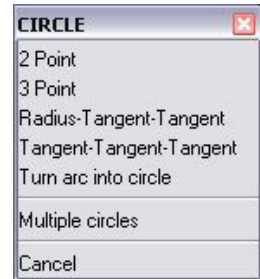 CIRCLE
2 Point
3 Point
Radius-Tangent-Tangent
Tangent-Tangent-Tangent
Turn arc into circle
Multiple circles
Cancel